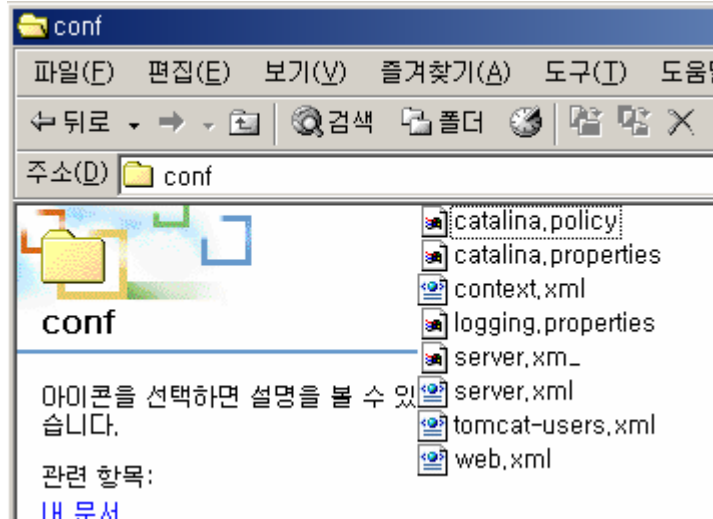 conf
파일(F) 편집(E) 보기(V) 즐겨찾기(A) 도구(T) 도움말
뒤로 검색 폴더
주소(D) conf
catalina.policy
catalina.properties
context.xml
logging.properties
server.xm_
server.xml
tomcat-users.xml
web.xml
conf
아이콘을 선택하면 설명을 볼 수 있
습니다.
관련 항목:
내 문서